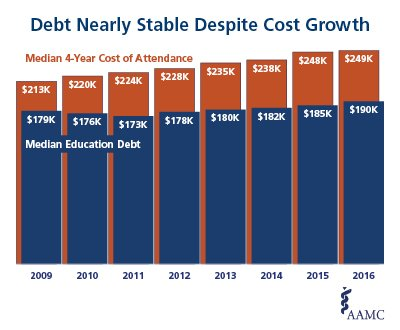 Debt Nearly Stable Despite Cost Growth
Median 4-Year Cost of Attendance
$213K $220K $224K $228K $235K $238K $248K $249K
$179K $176K $173K $178K $180K $182K $185K $190K
Median Education Debt
2009 2010 2011 2012 2013 2014 2015 2016
AAMC